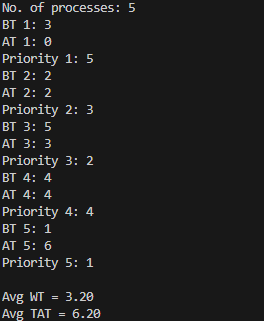 No. of processes: 5
BT 1: 3
AT 1: 0
Priority 1: 5
BT 2: 2
AT 2: 2
Priority 2: 3
BT 3: 5
AT 3: 3
Priority 3: 2
BT 4: 4
AT 4: 4
Priority 4: 4
BT 5: 1
AT 5: 6
Priority 5: 1

Avg WT = 3.20
Avg TAT = 6.20